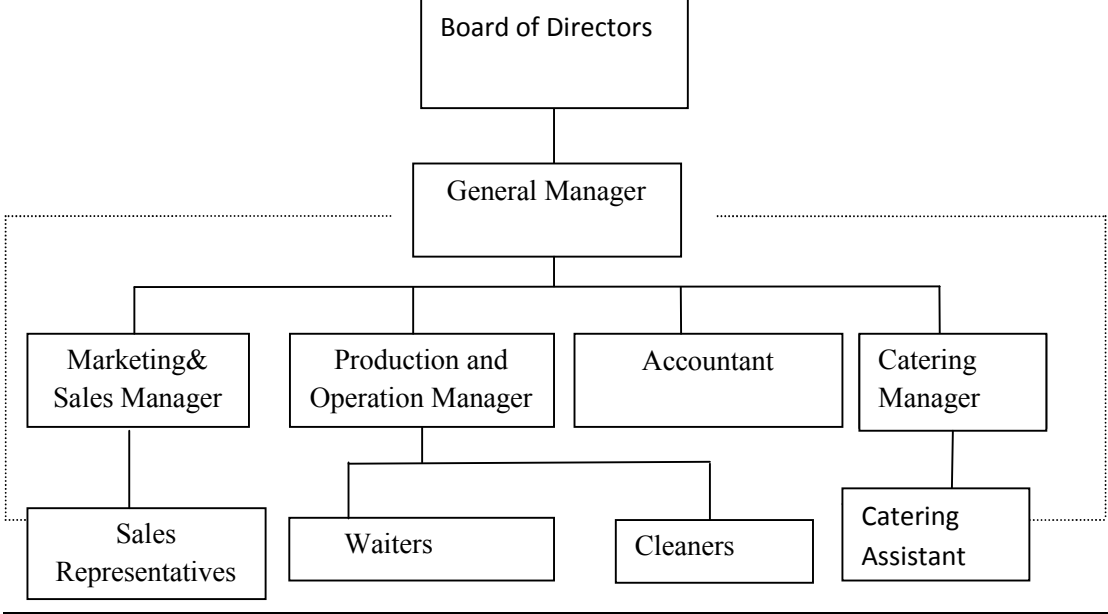 Board of Directors
General Manager
Marketing&
Sales Manager
Production and
Operation Manager
Accountant
Catering
Manager
Sales
Representatives
Waiters
Cleaners
Catering
Assistant